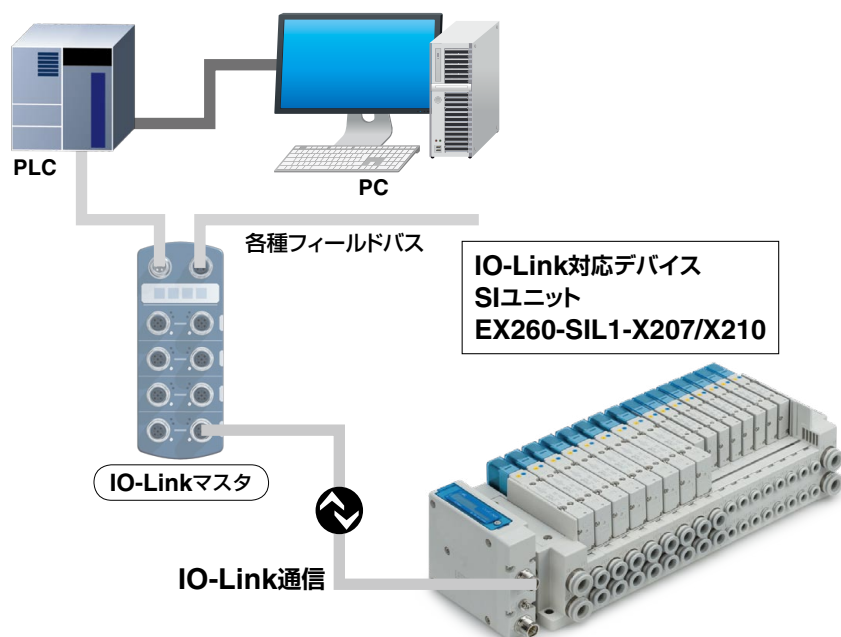 PLC
PC
各種フィールドバス
IO-Link対応デバイス
SIユニット
EX260-SIL1-X207/X210
IO-Linkマスタ
IO-Link通信